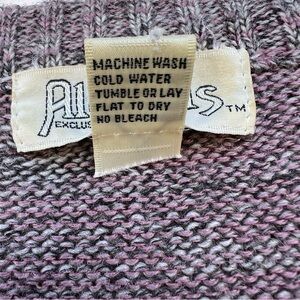 MACHINE WASH
COLD WATER
TUMBLE OR LAY
FLAT TO DRY
NO BLEACH
TM